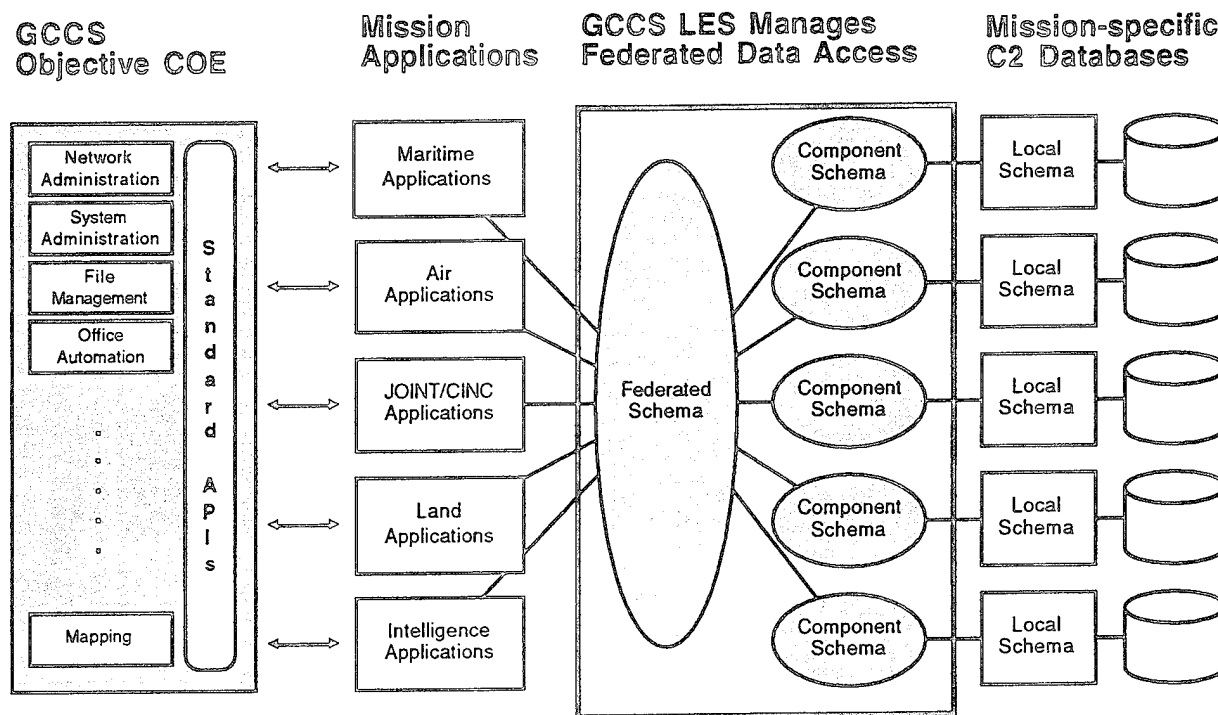 GCCS
Objective COE
Mission
Applications
GCCS LES Manages
Federated Data Access
Mission-specific
C2 Databases
Network
Administration
System
Administration
File
Management
Office
Automation
Mapping
Standard APIs
Maritime
Applications
Air
Applications
JOINT/CINC
Applications
Land
Applications
Intelligence
Applications
Federated
Schema
Component
Schema
Component
Schema
Component
Schema
Component
Schema
Component
Schema
Local
Schema
Local
Schema
Local
Schema
Local
Schema
Local
Schema